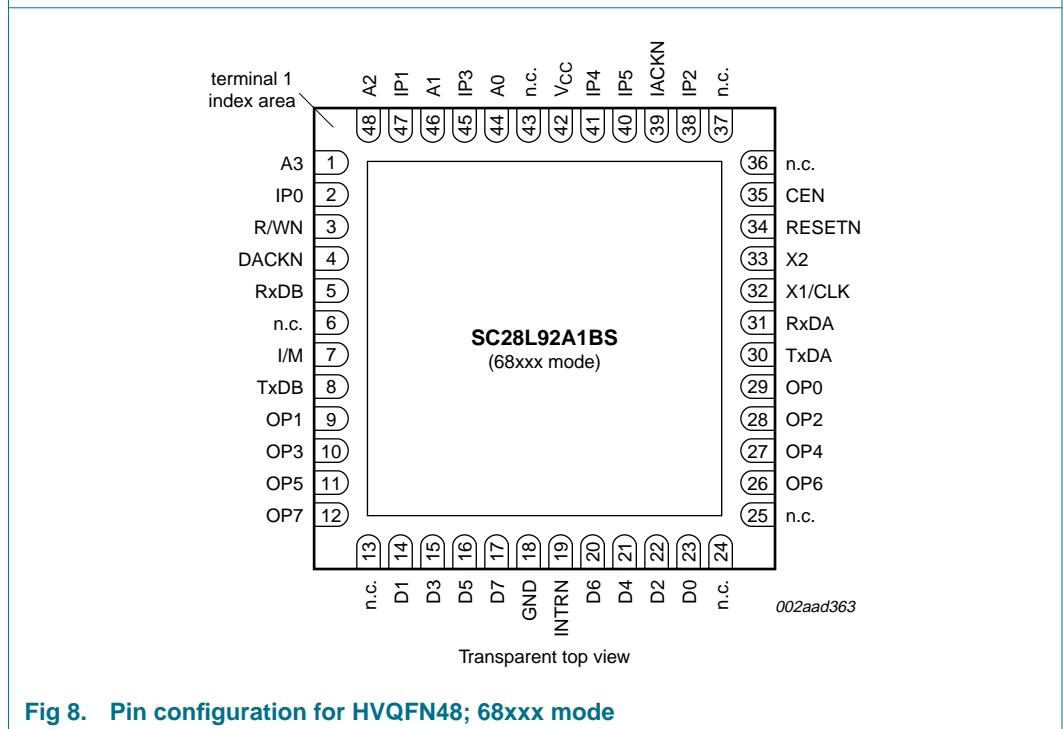 terminal 1
index area
A2
IP1
A1
IP3
A0
n.c.
VCC
IP4
IP5
IACKN
IP2
n.c.
48
47
46
45
44
43
42
41
40
39
38
37
A3 1
IP0 2
R/WN 3
DACKN 4
RxDB 5
n.c. 6
I/M 7
TxDB 8
OP1 9
OP3 10
OP5 11
OP7 12
SC28L92A1BS
(68xxx mode)
36 n.c.
35 CEN
34 RESETN
33 X2
32 X1/CLK
31 RxDA
30 TxDA
29 OP0
28 OP2
27 OP4
26 OP6
25 n.c.
13
14
15
16
17
18
19
20
21
22
23
24
n.c.
D1
D3
D5
D7
GND
INTRN
D6
D4
D2
D0
n.c.
002aad363
Transparent top view
Fig 8. Pin configuration for HVQFN48; 68xxx mode